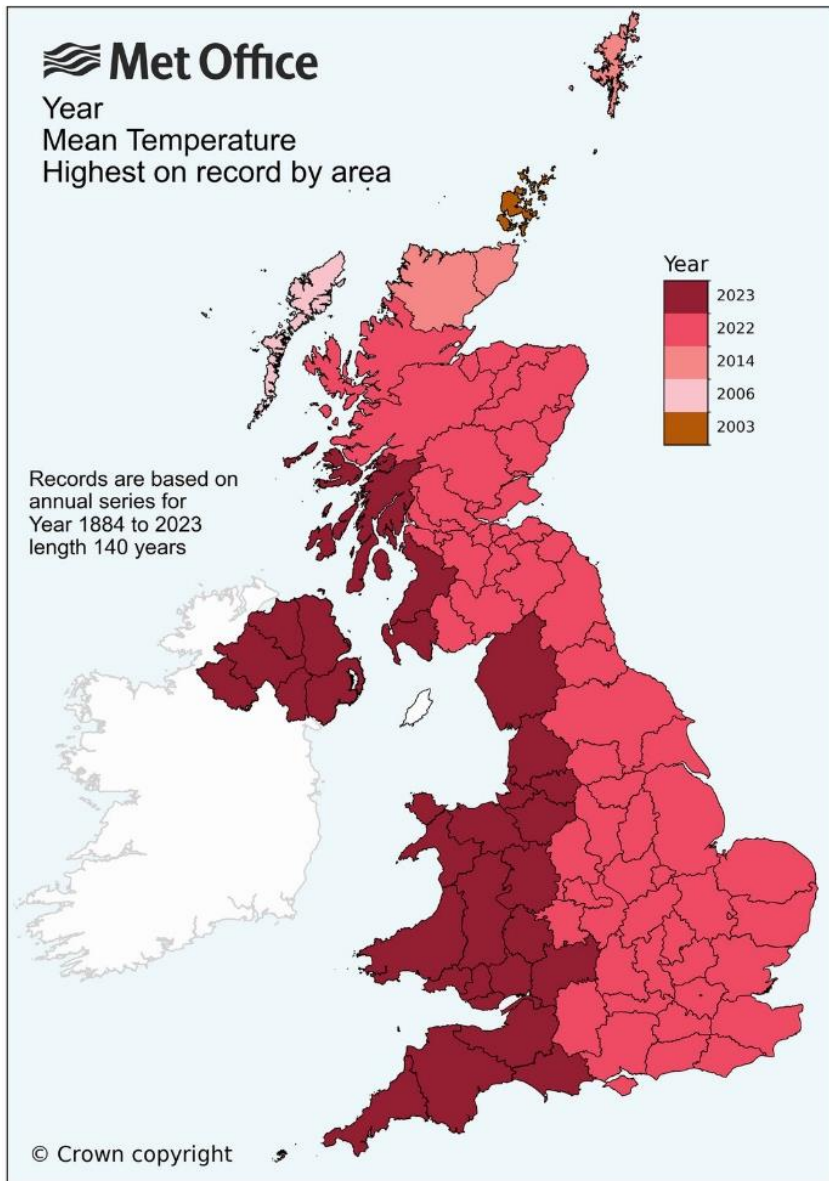 Met Office
Year
Mean Temperature
Highest on record by area
Year
2023
2022
2014
2006
2003
Records are based on
annual series for
Year 1884 to 2023
length 140 years
© Crown copyright